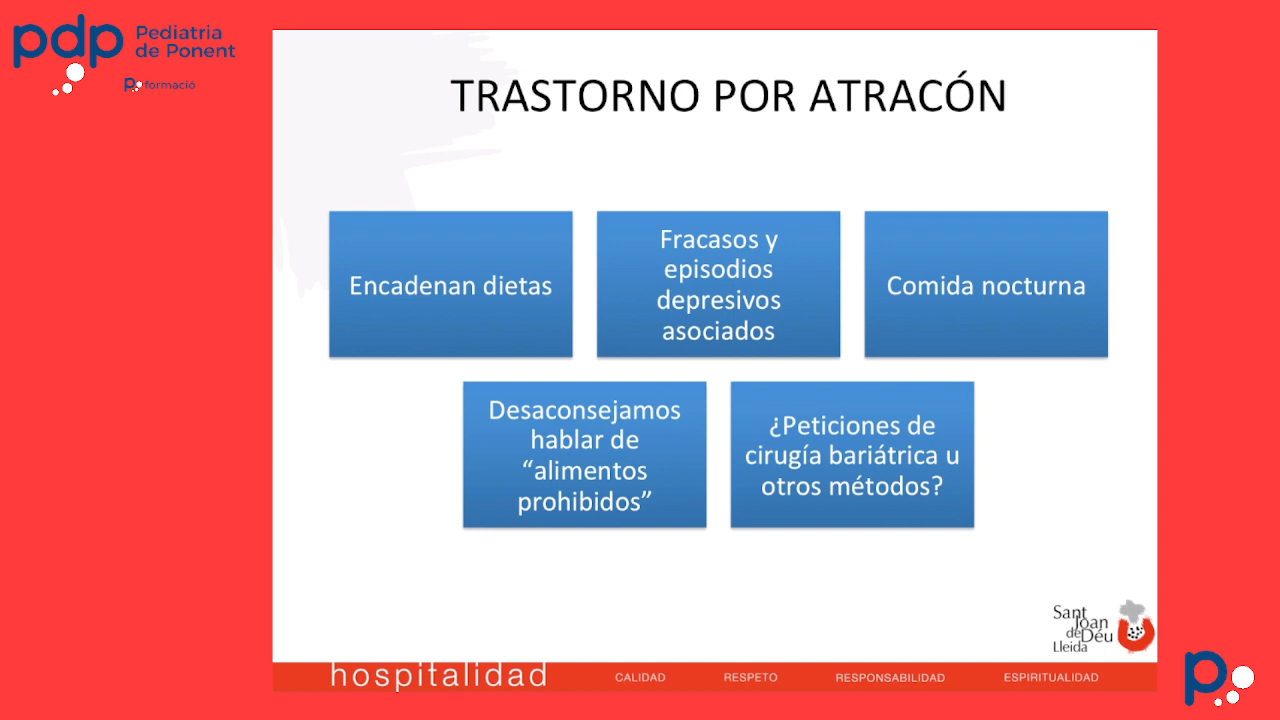 pdp Pediatria
de Ponent
p formació
TRASTORNO POR ATRACÓN
Encadenan dietas
Fracasos y
episodios
depresivos
asociados
Comida nocturna
Desaconsejamos
hablar de
“alimentos
prohibidos”
¿Peticiones de
cirugía bariátrica u
otros métodos?
Sant
Joan
de Déu
Lleida
hospitalidad CALIDAD RESPETO RESPONSABILIDAD ESPIRITUALIDAD
p